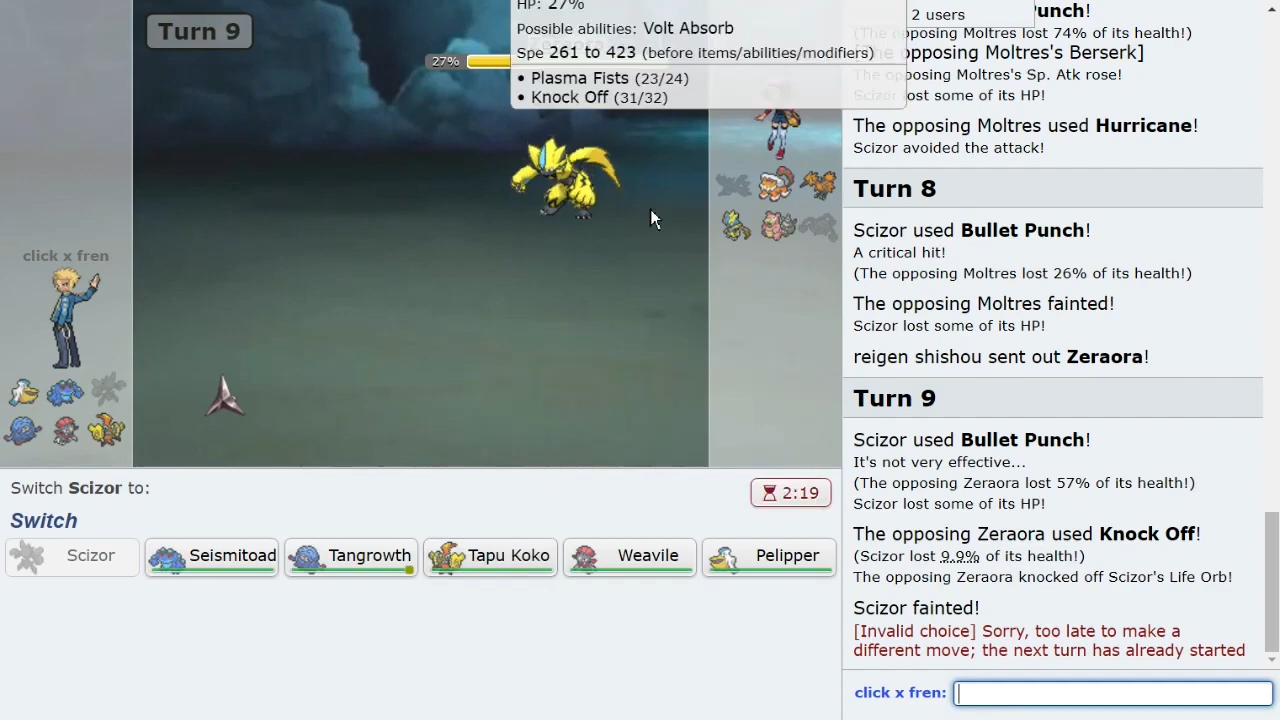 Turn 9
HP: 27%
Possible abilities: Volt Absorb
Spe 261 to 423 (before items/abilities/modifiers)
• Plasma Fists (23/24)
• Knock Off (31/32)
27%
2 users
click x fren
Switch Scizor to:
2:19
Switch
Scizor
Seismitoad
Tangrowth
Tapu Koko
Weavile
Pelipper
(The opposing Moltres lost 74% of its health!)
[The opposing Moltres's Berserk]
The opposing Moltres's Sp. Atk rose!
Scizor lost some of its HP!
The opposing Moltres used Hurricane!
Scizor avoided the attack!
Turn 8
Scizor used Bullet Punch!
A critical hit!
(The opposing Moltres lost 26% of its health!)
The opposing Moltres fainted!
Scizor lost some of its HP!
reigen shishou sent out Zeraora!
Turn 9
Scizor used Bullet Punch!
It's not very effective...
(The opposing Zeraora lost 57% of its health!)
Scizor lost some of its HP!
The opposing Zeraora used Knock Off!
(Scizor lost 9.9% of its health!)
The opposing Zeraora knocked off Scizor's Life Orb!
Scizor fainted!
[Invalid choice] Sorry, too late to make a
different move; the next turn has already started
click x fren: